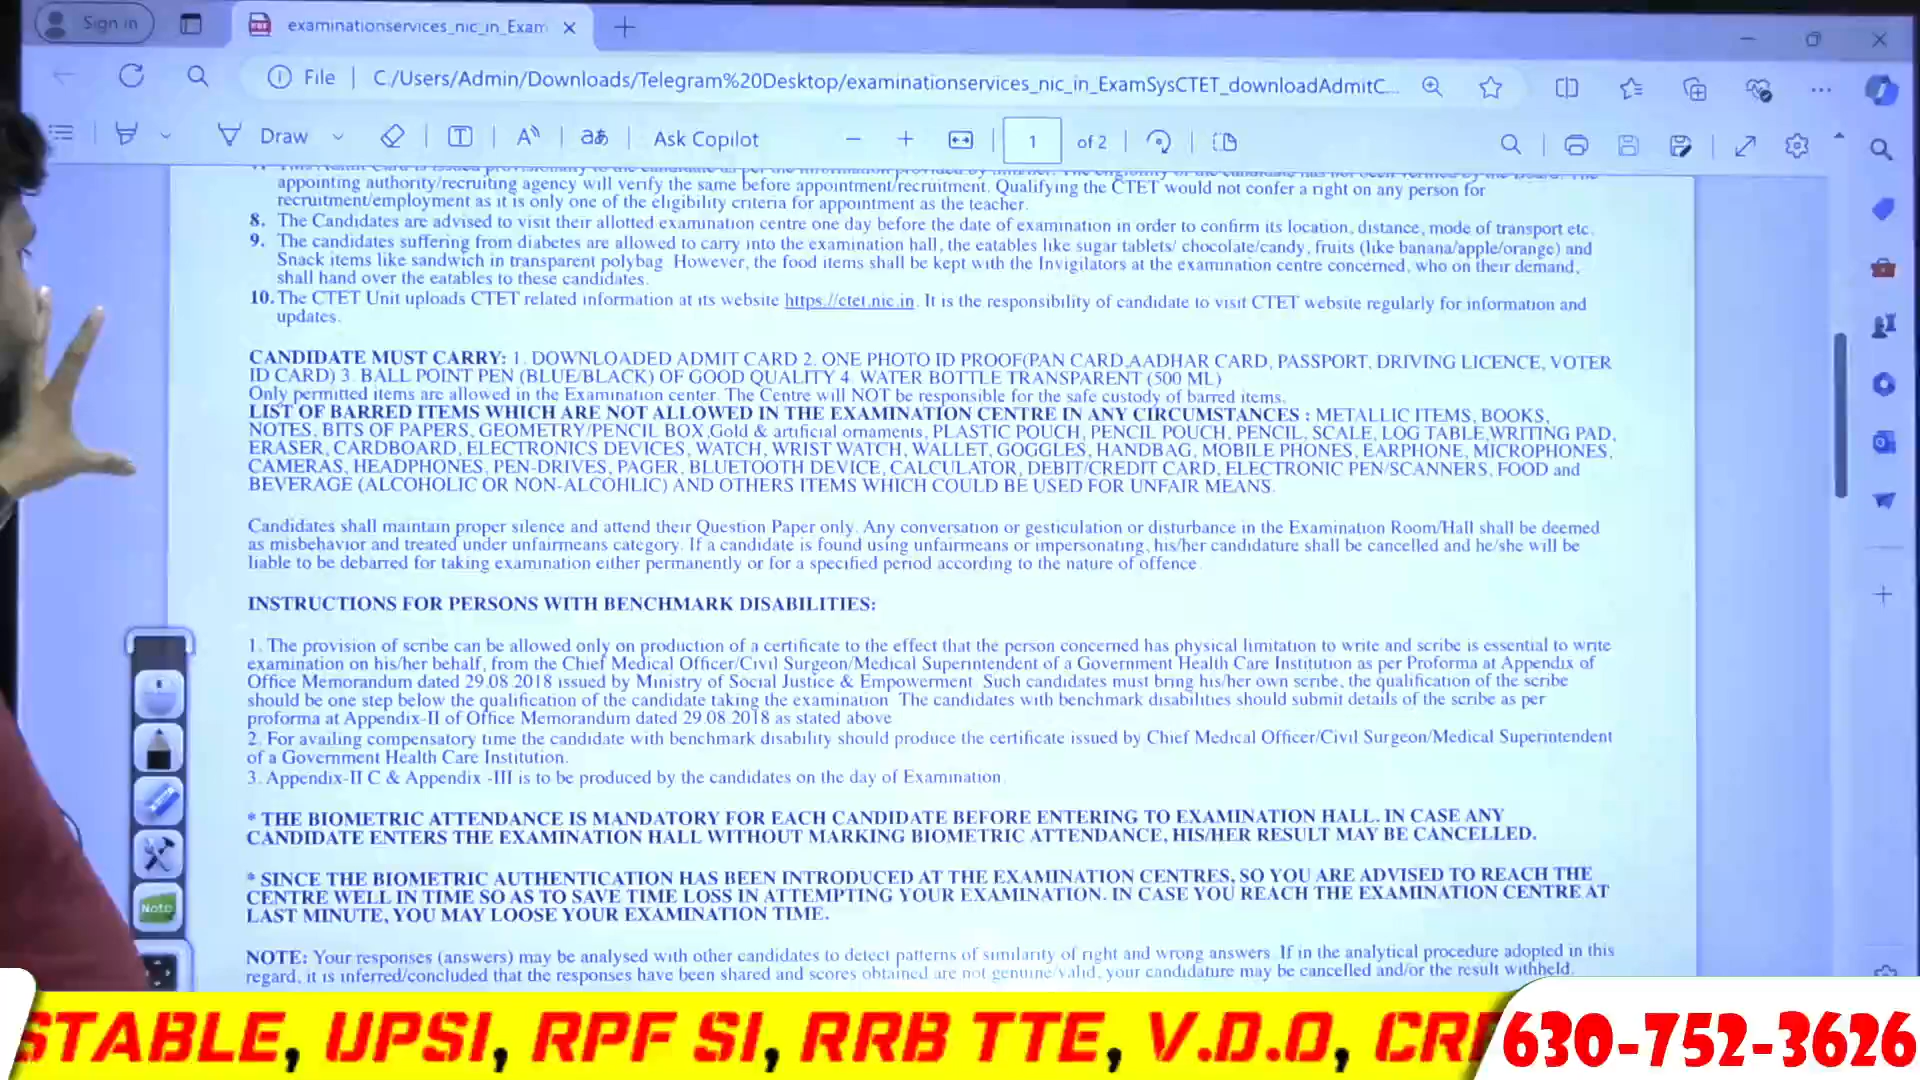 Sign in
examinationservices_nic_in_Exam
File
C:/Users/Admin/Downloads/Telegram%20Desktop/examinationservices_nic_in_ExamSysCTET_downloadAdmitC...
Draw
Ask Copilot
1
of 2
appointing authority/recruiting agency will verify the same before appointment/recruitment. Qualifying the CTET would not confer a right on any person for
recruitment/employment as it is only one of the eligibility criteria for appointment as the teacher.
8. The Candidates are advised to visit their allotted examination centre one day before the date of examination in order to confirm its location, distance, mode of transport etc.
9. The candidates suffering from diabetes are allowed to carry into the examination hall, the eatables like sugar tablets/ chocolate/candy, fruits (like banana/apple/orange) and
Snack items like sandwich in transparent polybag. However, the food items shall be kept with the Invigilators at the examination centre concerned, who on their demand,
shall hand over the eatables to these candidates.
10. The CTET Unit uploads CTET related information at its website https://ctet.nic.in. It is the responsibility of candidate to visit CTET website regularly for information and
updates.
CANDIDATE MUST CARRY: 1. DOWNLOADED ADMIT CARD 2. ONE PHOTO ID PROOF(PAN CARD,AADHAR CARD, PASSPORT, DRIVING LICENCE, VOTER
ID CARD) 3. BALL POINT PEN (BLUE/BLACK) OF GOOD QUALITY 4. WATER BOTTLE TRANSPARENT (500 ML)
Only permitted items are allowed in the Examination center. The Centre will NOT be responsible for the safe custody of barred items.
LIST OF BARRED ITEMS WHICH ARE NOT ALLOWED IN THE EXAMINATION CENTRE IN ANY CIRCUMSTANCES : METALLIC ITEMS, BOOKS,
NOTES, BITS OF PAPERS, GEOMETRY/PENCIL BOX,Gold & artificial ornaments, PLASTIC POUCH, PENCIL POUCH, PENCIL, SCALE, LOG TABLE,WRITING PAD,
ERASER, CARDBOARD, ELECTRONICS DEVICES, WATCH, WRIST WATCH, WALLET, GOGGLES, HANDBAG, MOBILE PHONES, EARPHONE, MICROPHONES,
CAMERAS, HEADPHONES, PEN-DRIVES, PAGER, BLUETOOTH DEVICE, CALCULATOR, DEBIT/CREDIT CARD, ELECTRONIC PEN/SCANNERS, FOOD and
BEVERAGE (ALCOHOLIC OR NON-ALCOHLIC) AND OTHERS ITEMS WHICH COULD BE USED FOR UNFAIR MEANS.
Candidates shall maintain proper silence and attend their Question Paper only. Any conversation or gesticulation or disturbance in the Examination Room/Hall shall be deemed
as misbehavior and treated under unfairmeans category. If a candidate is found using unfairmeans or impersonating, his/her candidature shall be cancelled and he/she will be
liable to be debarred for taking examination either permanently or for a specified period according to the nature of offence.
INSTRUCTIONS FOR PERSONS WITH BENCHMARK DISABILITIES:
1. The provision of scribe can be allowed only on production of a certificate to the effect that the person concerned has physical limitation to write and scribe is essential to write
examination on his/her behalf, from the Chief Medical Officer/Civil Surgeon/Medical Superintendent of a Government Health Care Institution as per Proforma at Appendix of
Office Memorandum dated 29.08.2018 issued by Ministry of Social Justice & Empowerment. Such candidates must bring his/her own scribe, the qualification of the scribe
should be one step below the qualification of the candidate taking the examination. The candidates with benchmark disabilities should submit details of the scribe as per
proforma at Appendix-II of Office Memorandum dated 29.08.2018 as stated above
2. For availing compensatory time the candidate with benchmark disability should produce the certificate issued by Chief Medical Officer/Civil Surgeon/Medical Superintendent
of a Government Health Care Institution.
3. Appendix-II C & Appendix -III is to be produced by the candidates on the day of Examination.
* THE BIOMETRIC ATTENDANCE IS MANDATORY FOR EACH CANDIDATE BEFORE ENTERING TO EXAMINATION HALL. IN CASE ANY
CANDIDATE ENTERS THE EXAMINATION HALL WITHOUT MARKING BIOMETRIC ATTENDANCE, HIS/HER RESULT MAY BE CANCELLED.
* SINCE THE BIOMETRIC AUTHENTICATION HAS BEEN INTRODUCED AT THE EXAMINATION CENTRES, SO YOU ARE ADVISED TO REACH THE
CENTRE WELL IN TIME SO AS TO SAVE TIME LOSS IN ATTEMPTING YOUR EXAMINATION. IN CASE YOU REACH THE EXAMINATION CENTRE AT
LAST MINUTE, YOU MAY LOOSE YOUR EXAMINATION TIME.
NOTE: Your responses (answers) may be analysed with other candidates to detect patterns of similarity of right and wrong answers. If in the analytical procedure adopted in this
regard, it is inferred/concluded that the responses have been shared and scores obtained are not genuine/valid, your candidature may be cancelled and/or the result withheld.
Note
STABLE, UPSI, RPF SI, RRB TTE, V.D.O, CR
630-752-3626